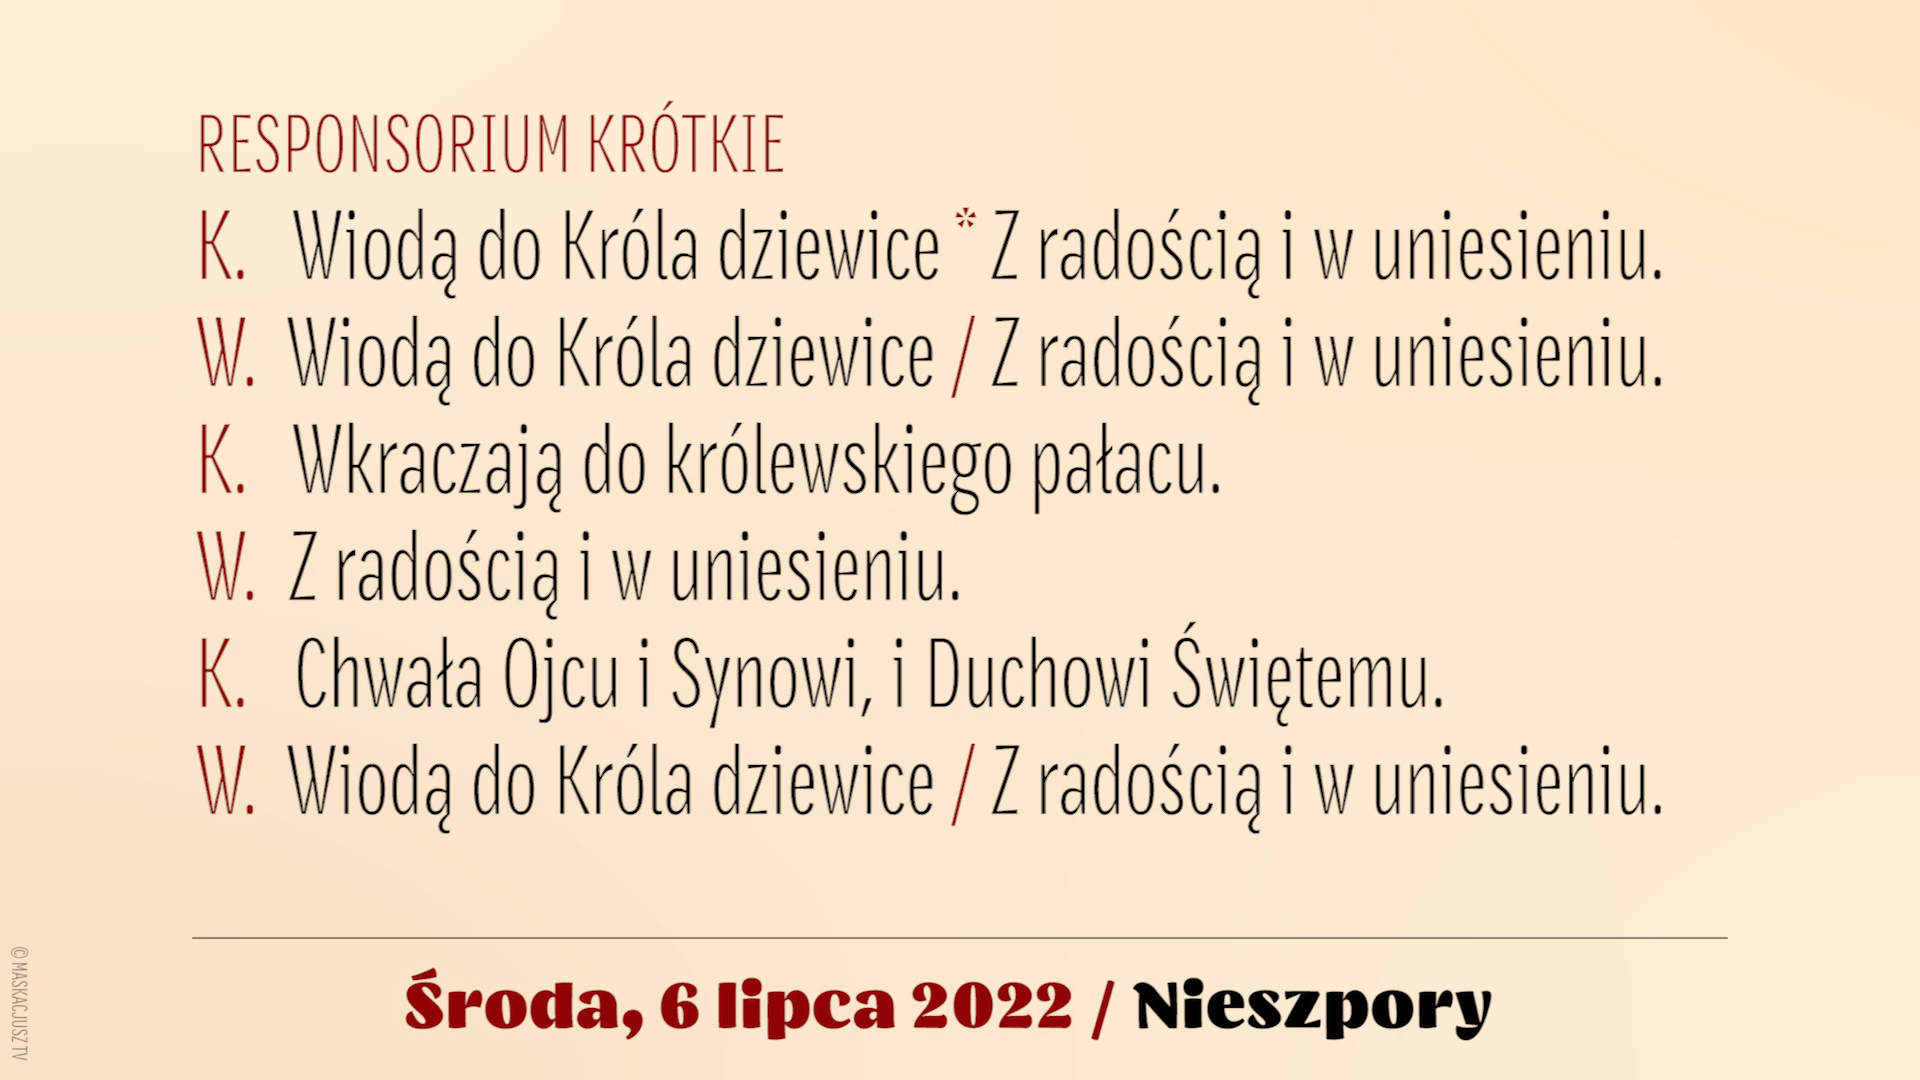 RESPONSORIUM KRÓTKIE
K. Wiodą do Króla dziewice * Z radością i w uniesieniu.
W. Wiodą do Króla dziewice / Z radością i w uniesieniu.
K. Wkraczają do królewskiego pałacu.
W. Z radością i w uniesieniu.
K. Chwała Ojcu i Synowi, i Duchowi Świętemu.
W. Wiodą do Króla dziewice / Z radością i w uniesieniu.
Środa, 6 lipca 2022 / Nieszpory
© MASKACJUSZ TV